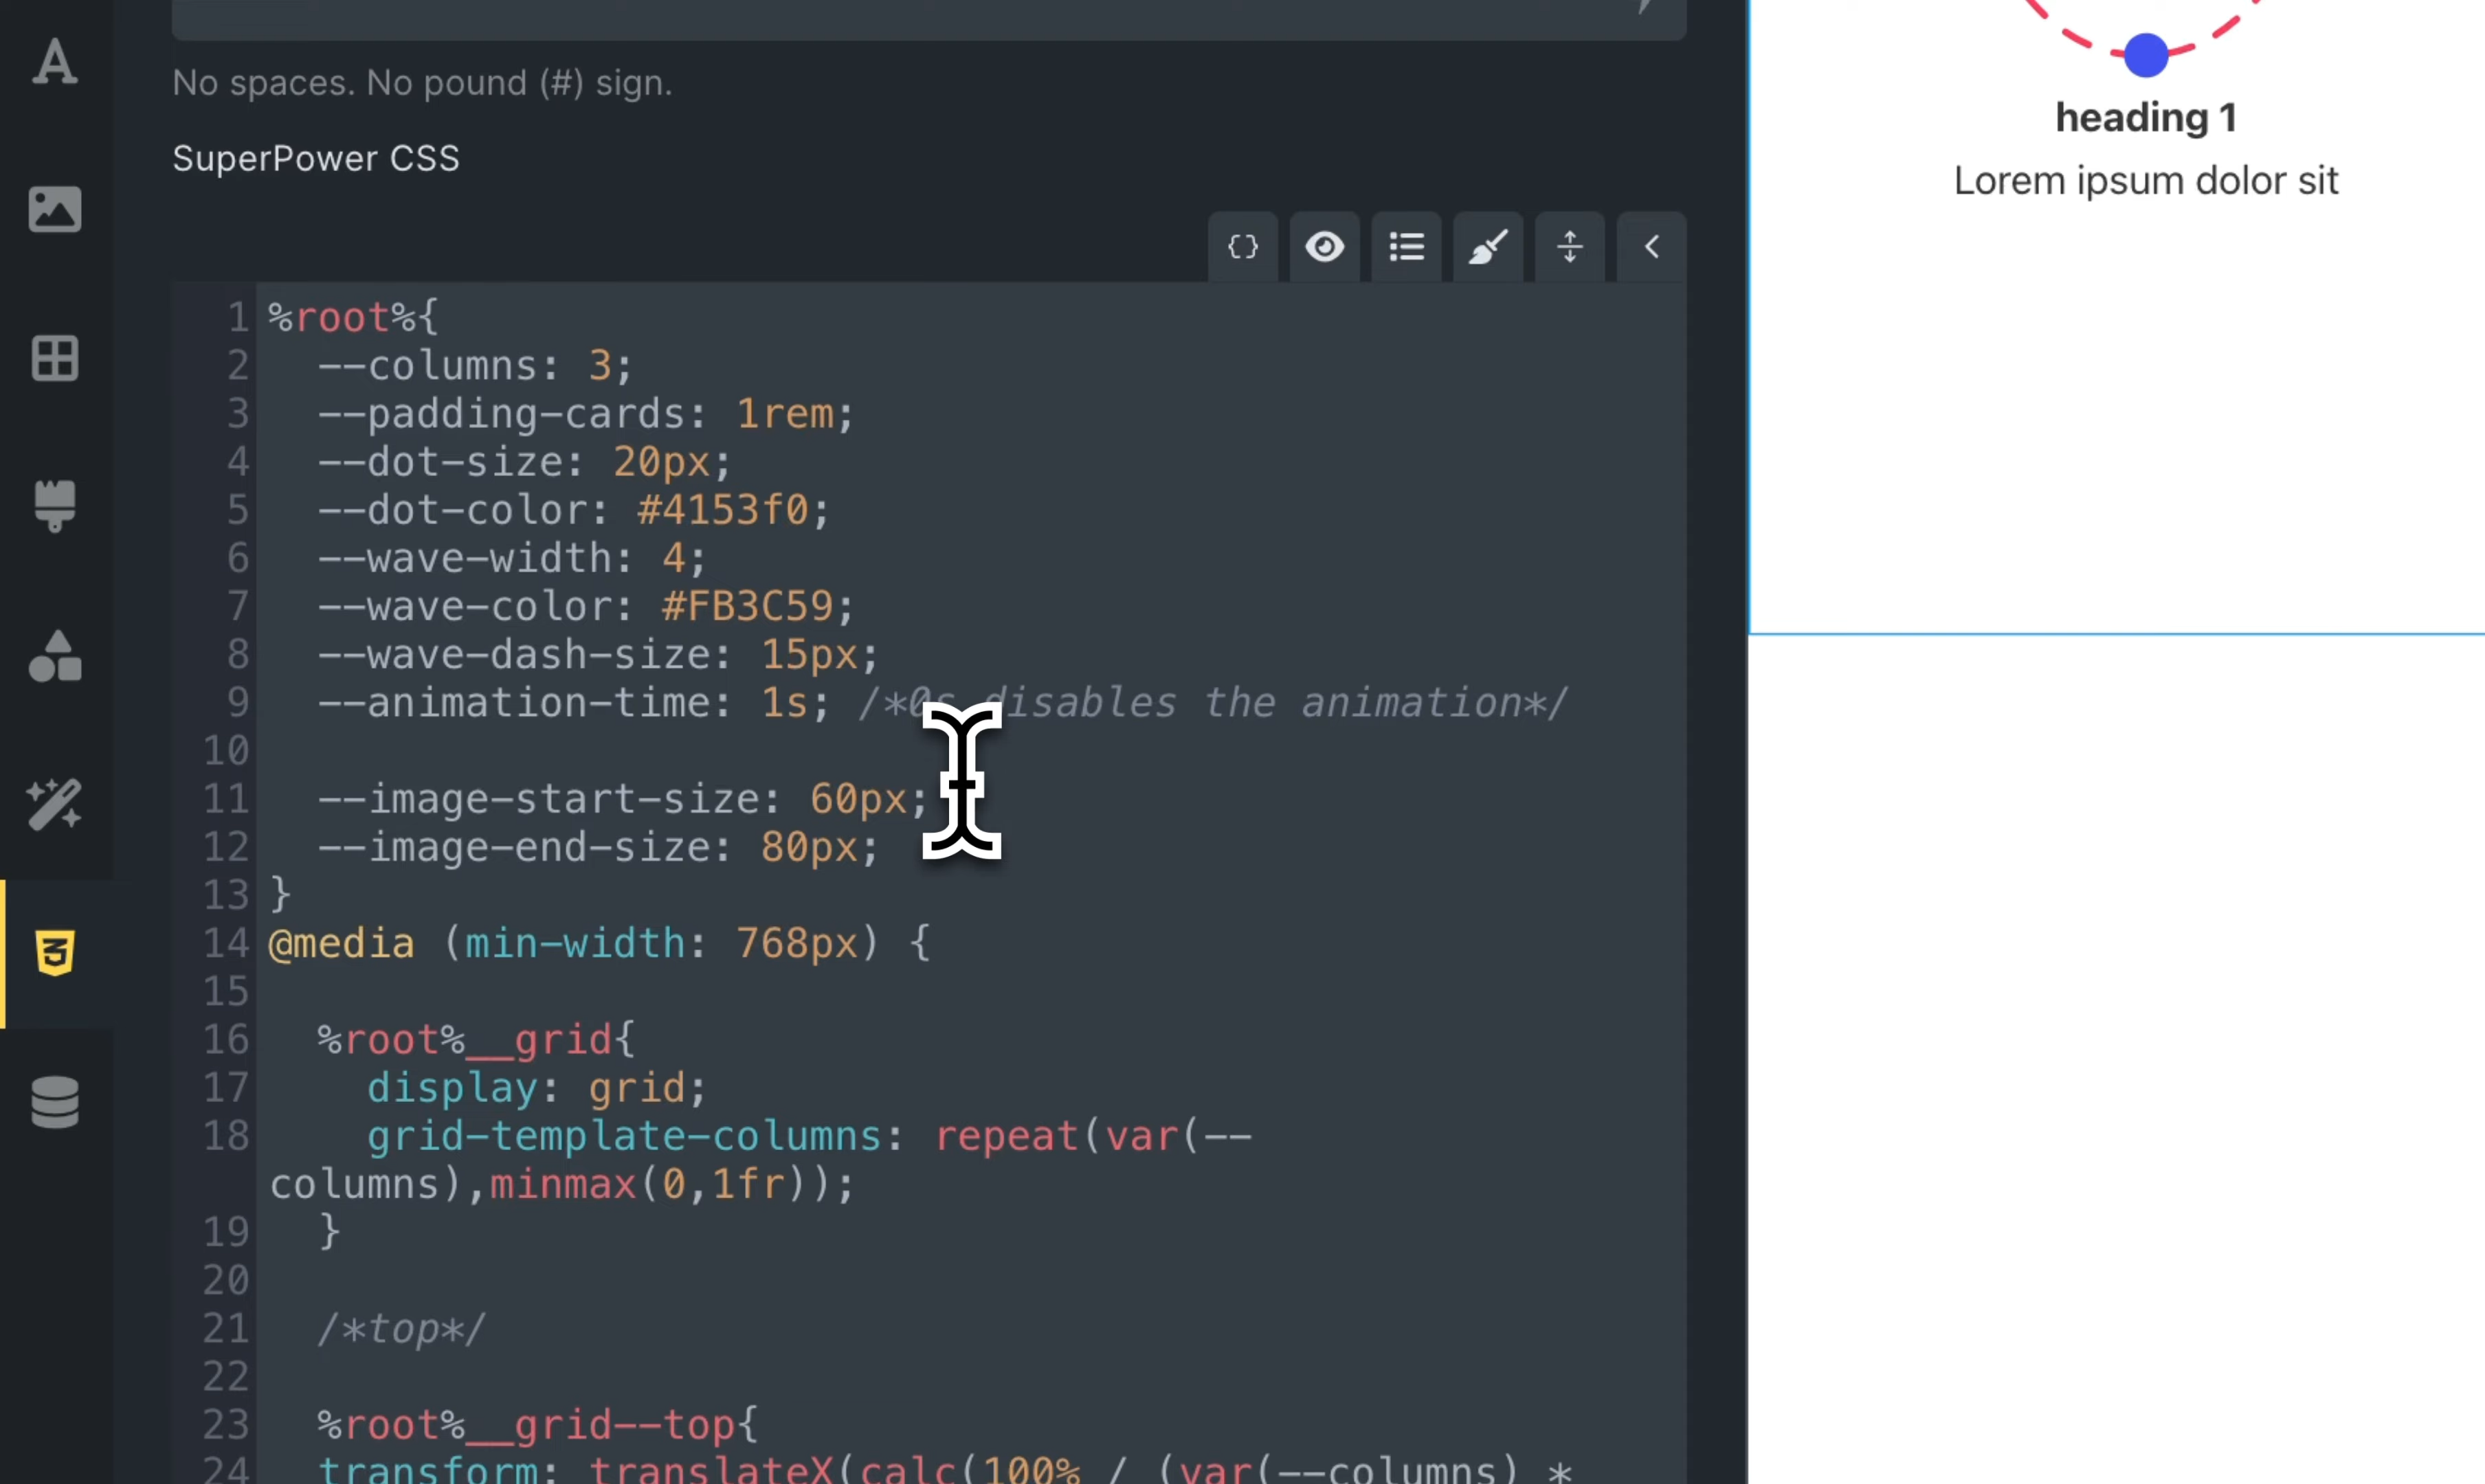 No spaces. No pound (#) sign.
SuperPower CSS
1 %root%{
2 --columns: 3;
3 --padding-cards: 1rem;
4 --dot-size: 20px;
5 --dot-color: #4153f0;
6 --wave-width: 4;
7 --wave-color: #FB3C59;
8 --wave-dash-size: 15px;
9 --animation-time: 1s; /*0s disables the animation*/
10
11 --image-start-size: 60px;
12 --image-end-size: 80px;
13 }
14 @media (min-width: 768px) {
15
16 %root%__grid{
17 display: grid;
18 grid-template-columns: repeat(var(--
columns),minmax(0,1fr));
19 }
20
21 /*top*/
22
23 %root%__grid--top{
24 transform: translateX(calc(100% / (var(--columns) *
heading 1
Lorem ipsum dolor sit